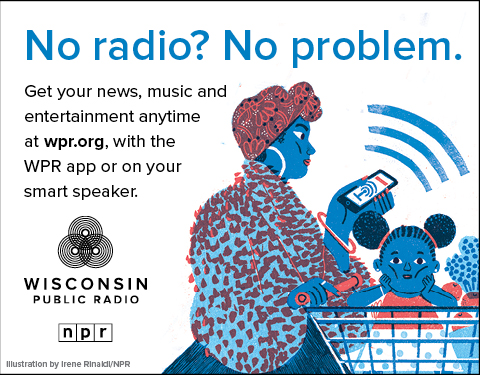 No radio? No problem.
Get your news, music and
entertainment anytime
at wpr.org, with the
WPR app or on your
smart speaker.
WISCONSIN
PUBLIC RADIO
n p r
Illustration by Irene Rinaldi/NPR